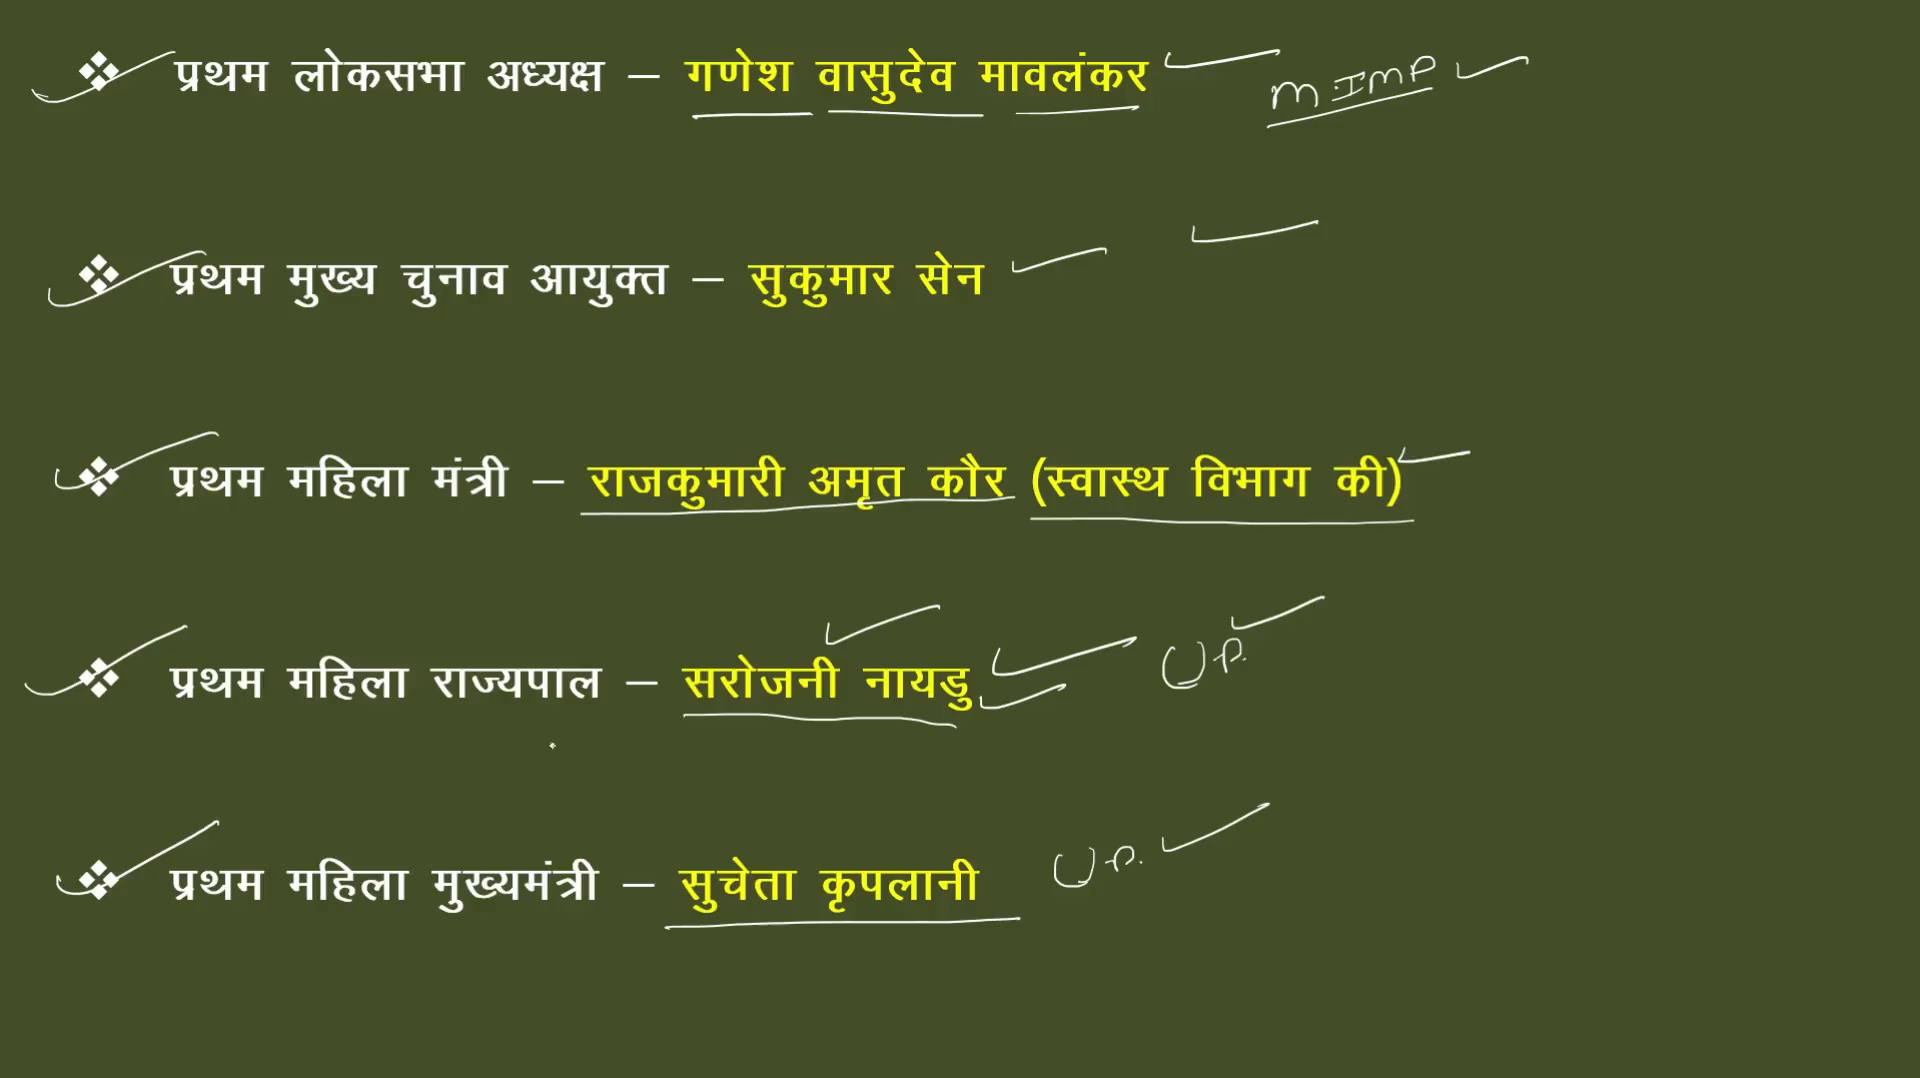 ❖ प्रथम लोकसभा अध्यक्ष – गणेश वासुदेव मावलंकर M.IMP
❖ प्रथम मुख्य चुनाव आयुक्त – सुकुमार सेन
❖ प्रथम महिला मंत्री – राजकुमारी अमृत कौर (स्वास्थ विभाग की)
❖ प्रथम महिला राज्यपाल – सरोजनी नायडु U.P.
❖ प्रथम महिला मुख्यमंत्री – सुचेता कृपलानी U.P.